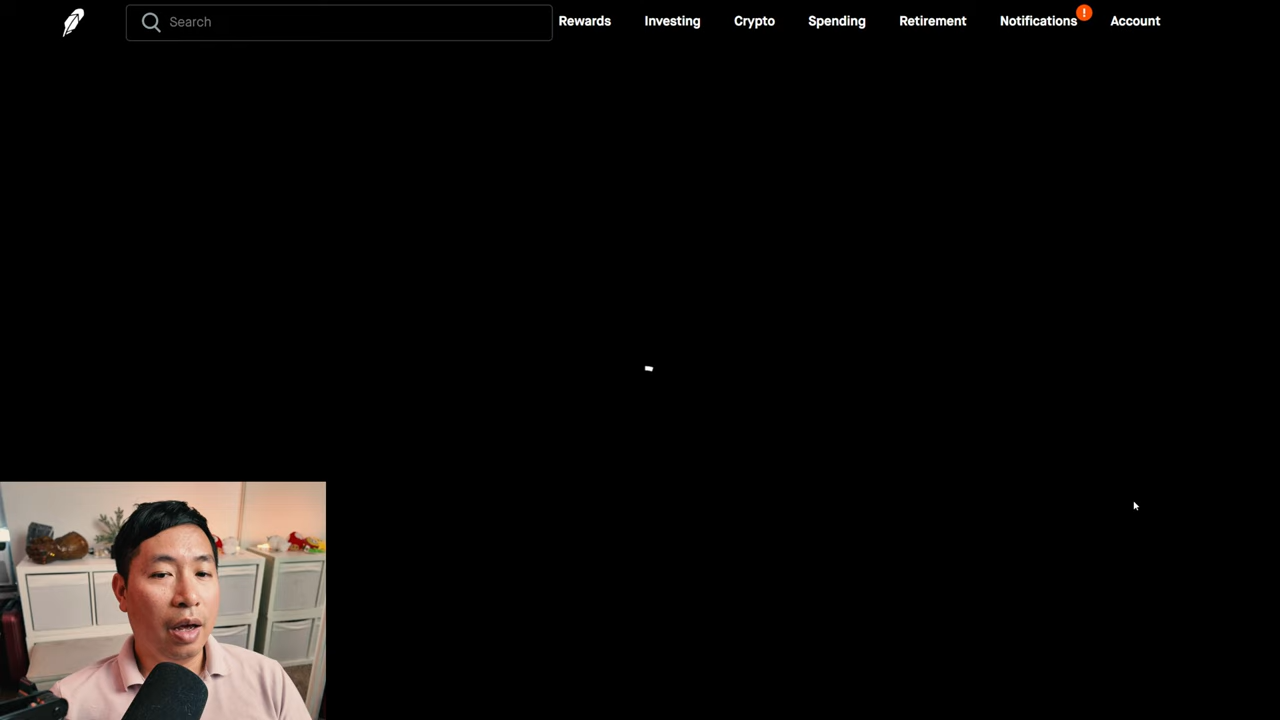 Search
Rewards
Investing
Crypto
Spending
Retirement
Notifications
!
Account